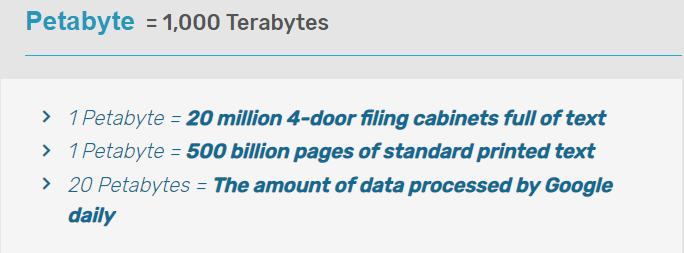 Petabyte = 1,000 Terabytes
1 Petabyte = 20 million 4-door filing cabinets full of text
1 Petabyte = 500 billion pages of standard printed text
20 Petabytes = The amount of data processed by Google
daily